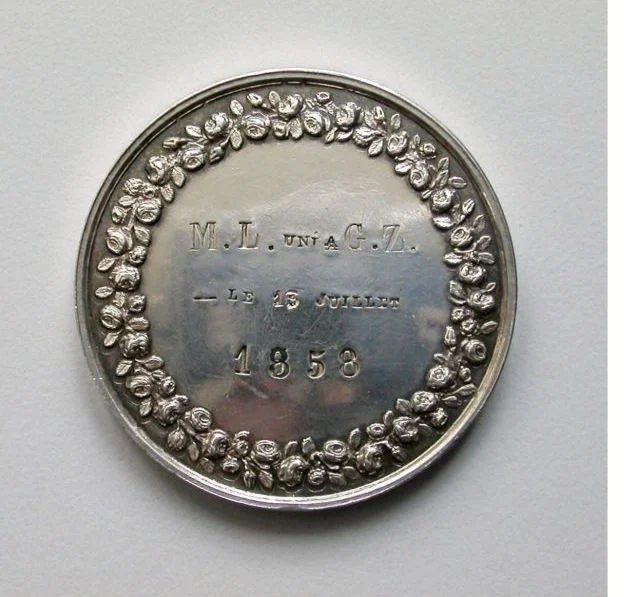 M. L. UNI A G. Z.
— LE 13 JUILLET
1858